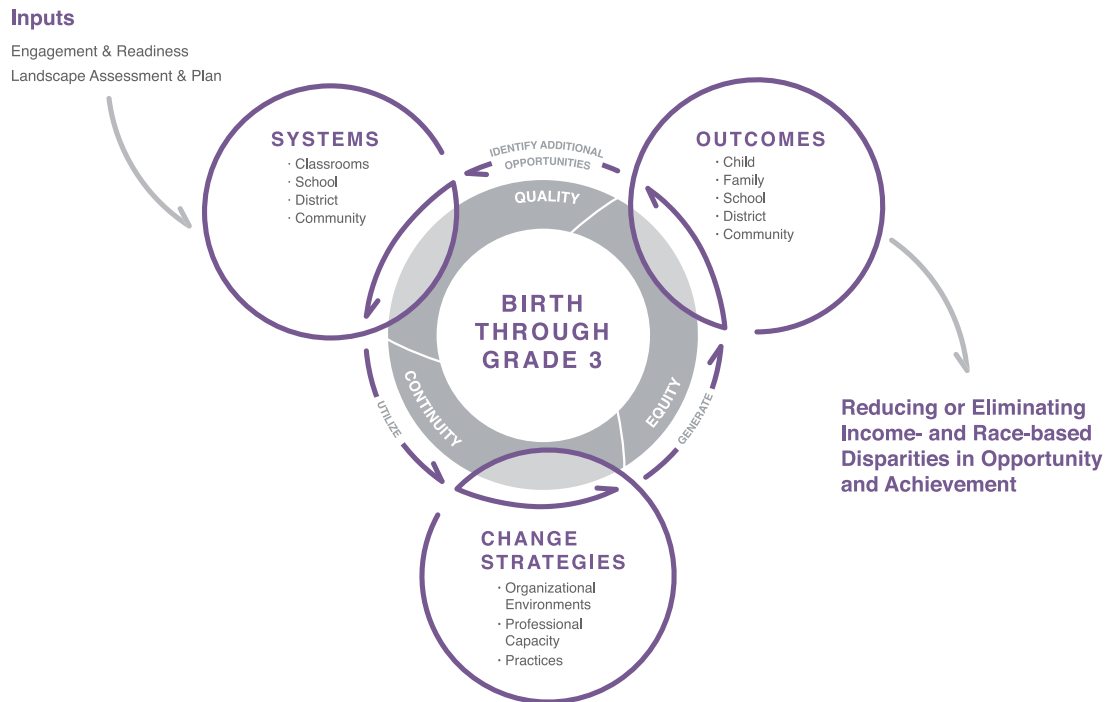 Inputs
Engagement & Readiness
Landscape Assessment & Plan
SYSTEMS
· Classrooms
· School
· District
· Community
IDENTIFY ADDITIONAL
OPPORTUNITIES
OUTCOMES
· Child
· Family
· School
· District
· Community
QUALITY
BIRTH
THROUGH
GRADE 3
CONTINUITY
EQUITY
UTILIZE
GENERATE
Reducing or Eliminating
Income- and Race-based
Disparities in Opportunity
and Achievement
CHANGE
STRATEGIES
· Organizational
Environments
· Professional
Capacity
· Practices